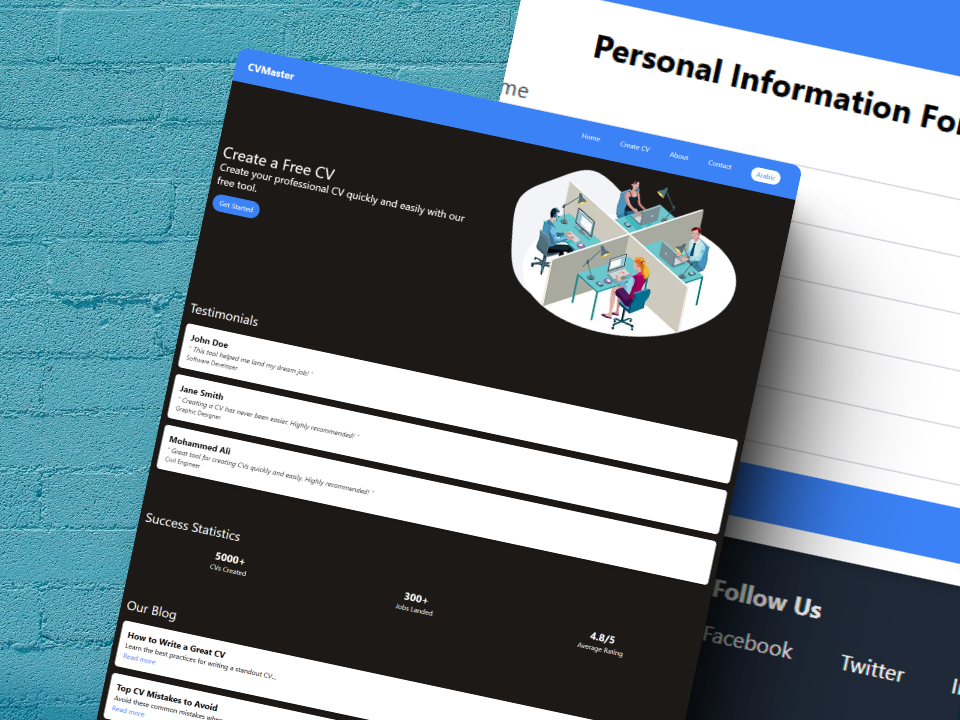 CVMaster
Home
Create CV
About
Contact
Arabic
Create a Free CV
Create your professional CV quickly and easily with our
free tool.
Get Started
Testimonials
John Doe
" This tool helped me land my dream job! "
Software Developer
Jane Smith
" Creating a CV has never been easier. Highly recommended! "
Graphic Designer
Mohammed Ali
" Great tool for creating CVs quickly and easily. Highly recommended! "
Civil Engineer
Success Statistics
5000+
CVs Created
300+
Jobs Landed
4.8/5
Average Rating
Our Blog
How to Write a Great CV
Learn the best practices for writing a standout CV...
Read more
Top CV Mistakes to Avoid
Avoid these common mistakes
Read more
Personal Information
Follow Us
Facebook
Twitter